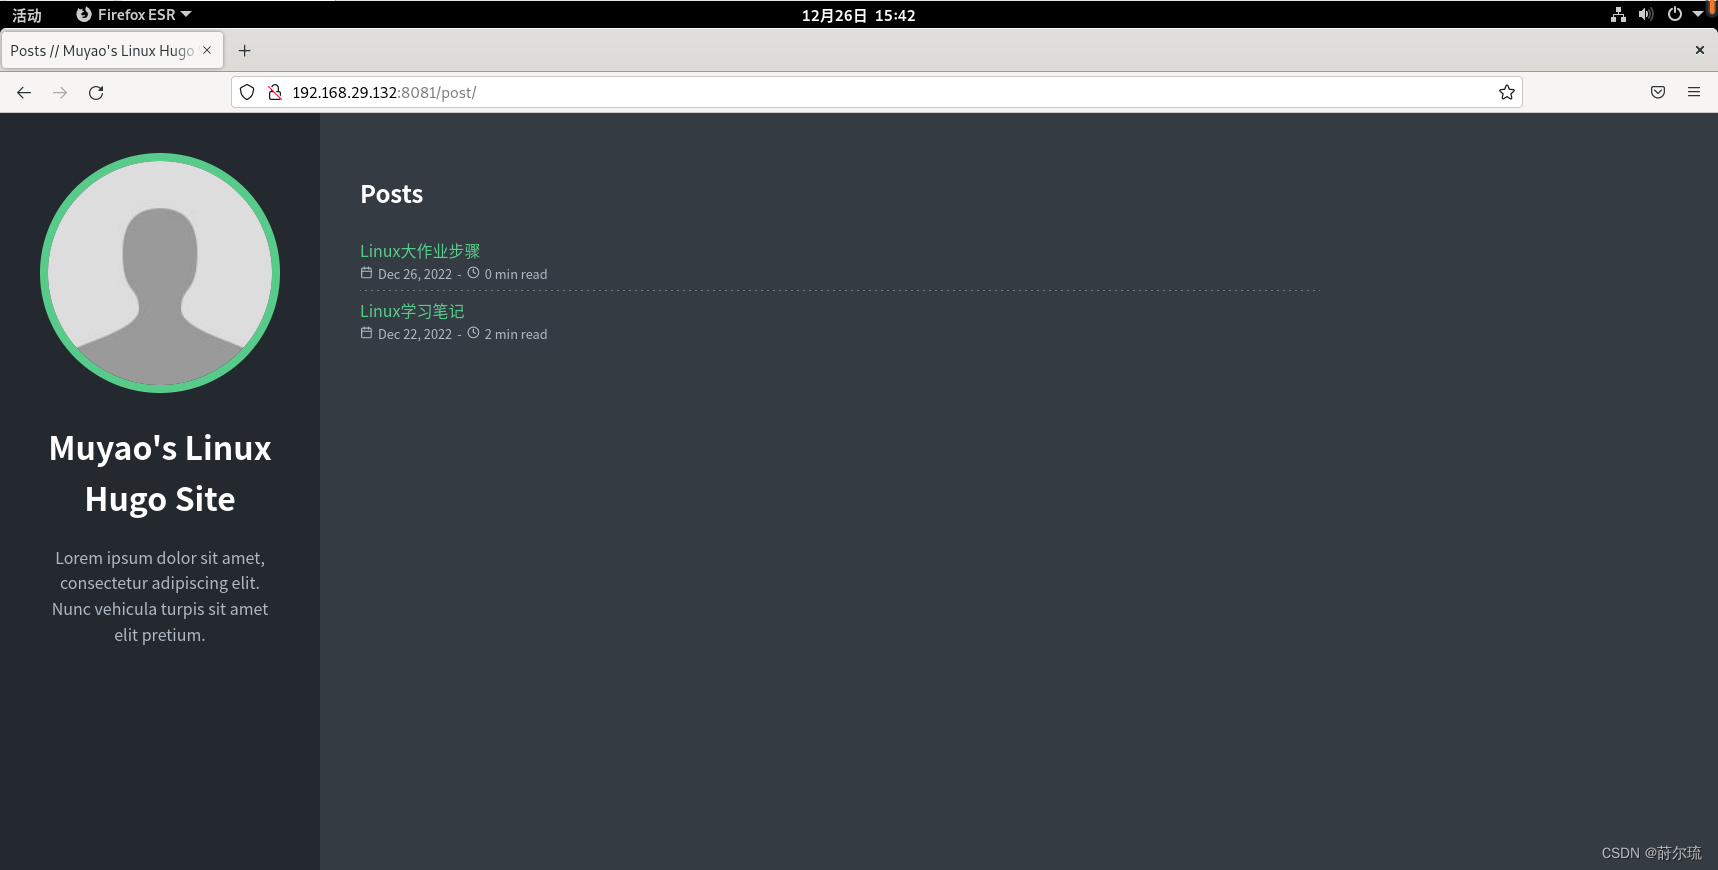 活动 Firefox ESR 12月26日 15:42
Posts // Muyao's Linux Hugo
192.168.29.132:8081/post/
Muyao's Linux
Hugo Site
Lorem ipsum dolor sit amet,
consectetur adipiscing elit.
Nunc vehicula turpis sit amet
elit pretium.
Posts
Linux大作业步骤
Dec 26, 2022 - 0 min read
Linux学习笔记
Dec 22, 2022 - 2 min read
CSDN @莳尔琉